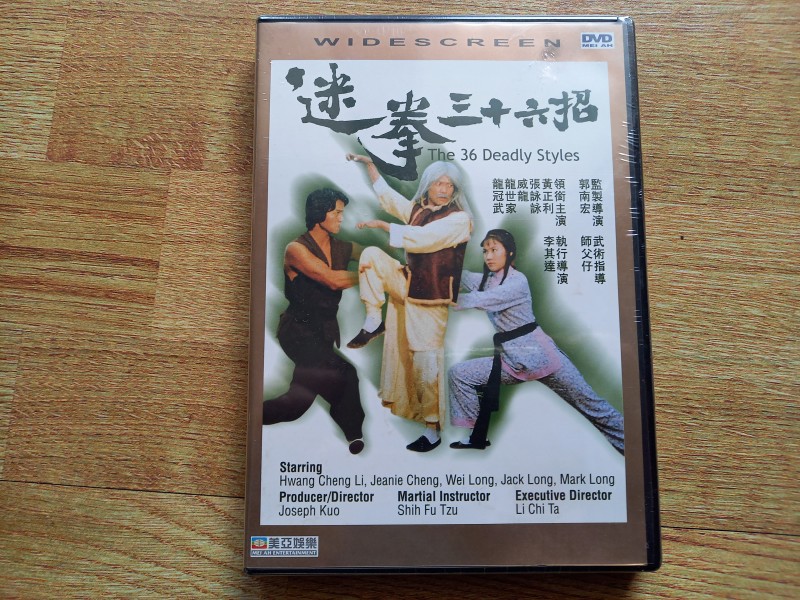 WIDESCREEN
DVD
MEI AH
迷拳三十六招
The 36 Deadly Styles
監製導演
郭南宏
武術指導
師父仔
領銜主演
黃正利
張詠詠
威龍
龍世家
龍冠武
執行導演
李其達
Starring
Hwang Cheng Li, Jeanie Cheng, Wei Long, Jack Long, Mark Long
Producer/Director Martial Instructor Executive Director
Joseph Kuo Shih Fu Tzu Li Chi Ta
美亞娛樂
MEI AH ENTERTAINMENT